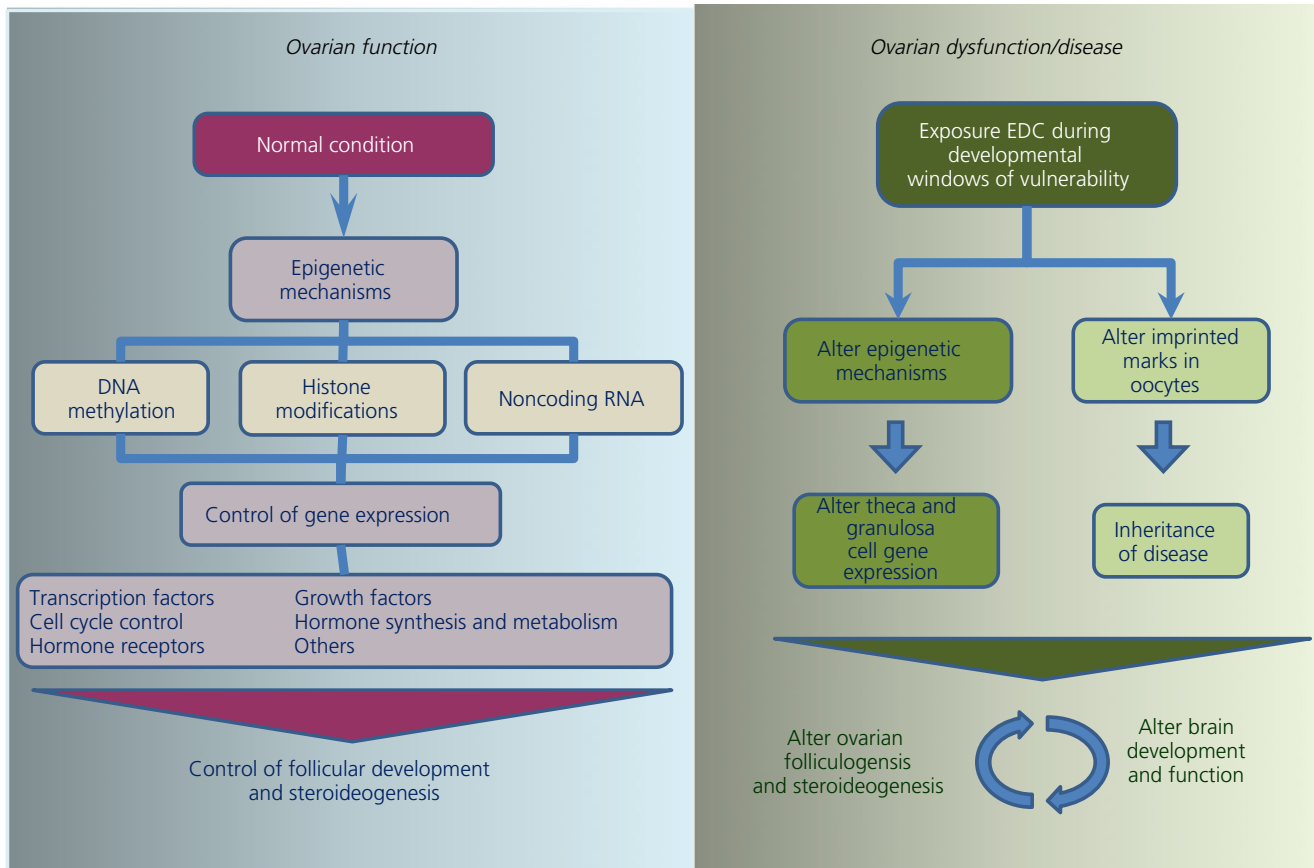 Ovarian function
Normal condition
Epigenetic
mechanisms
DNA
methylation
Histone
modifications
Noncoding RNA
Control of gene expression
Transcription factors
Cell cycle control
Hormone receptors
Growth factors
Hormone synthesis and metabolism
Others
Control of follicular development
and steroideogenesis
Ovarian dysfunction/disease
Exposure EDC during
developmental
windows of vulnerability
Alter epigenetic
mechanisms
Alter imprinted
marks in
oocytes
Alter theca and
granulosa
cell gene
expression
Inheritance
of disease
Alter ovarian
folliculogensis
and steroideogenesis
Alter brain
development
and function